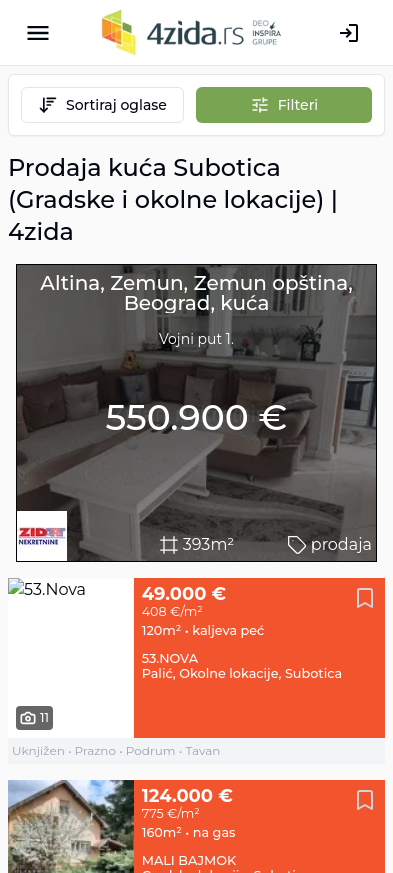 4zida.rs
DEO
INSPIRA
GRUPE
Sortiraj oglase
Filteri
Prodaja kuća Subotica
(Gradske i okolne lokacije) |
4zida
Altina, Zemun, Zemun opština,
Beograd, kuća
Vojni put 1.
550.900 €
NEKRETNINE
393m²
prodaja
53.Nova
11
49.000 €
408 €/m²
120m² • kaljeva peć
53.NOVA
Palić, Okolne lokacije, Subotica
Uknjižen • Prazno • Podrum • Tavan
124.000 €
775 €/m²
160m² • na gas
MALI BAJMOK